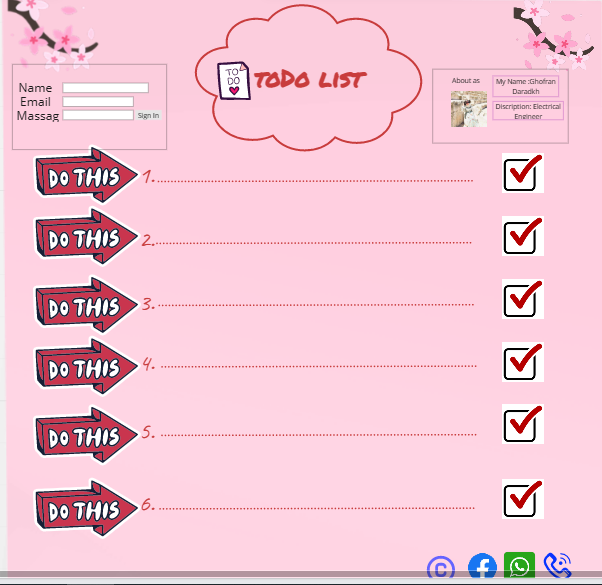 TO
DO
TODO LIST
Name
Email
Massag
Sign In
About as
My Name :Ghofran
Daradkh
Discription: Electrical
Engineer
DO THIS
1.
DO THIS
2.
DO THIS
3.
DO THIS
4.
DO THIS
5.
DO THIS
6.
©